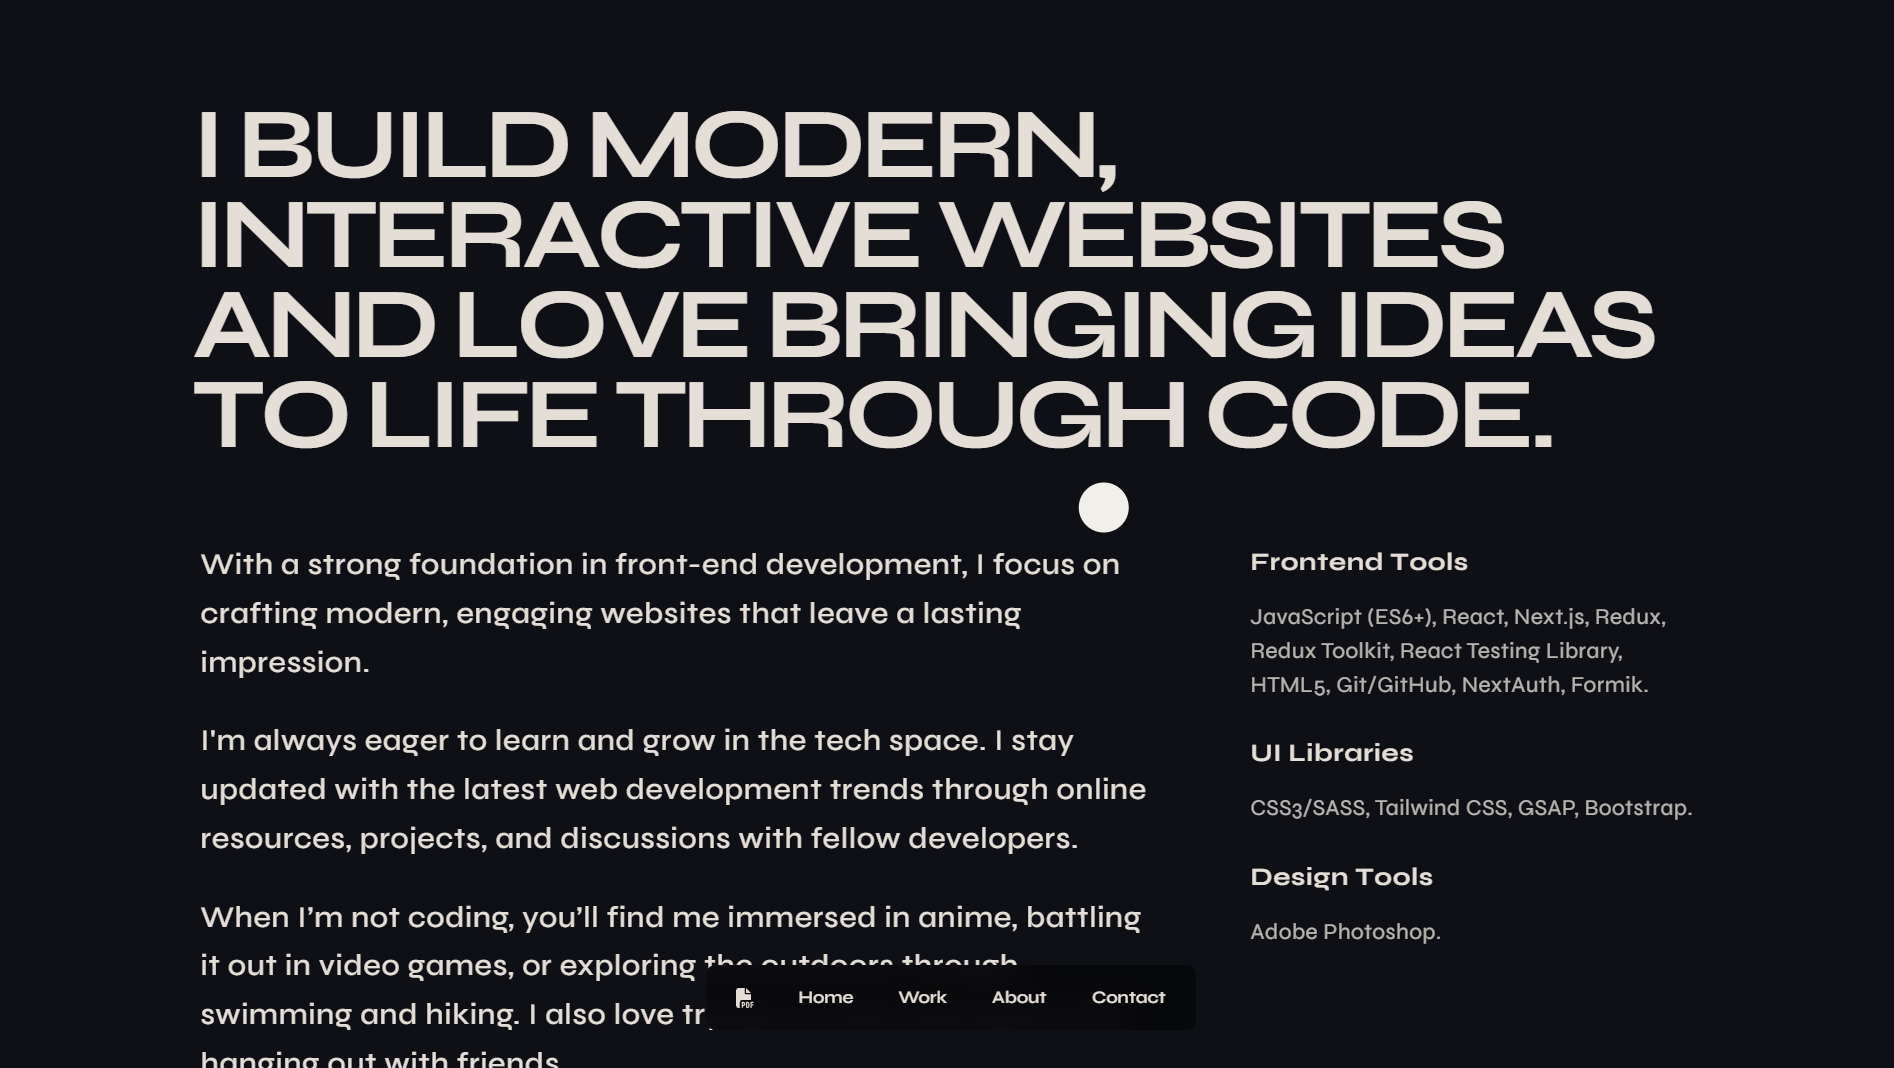 I BUILD MODERN,
INTERACTIVE WEBSITES
AND LOVE BRINGING IDEAS
TO LIFE THROUGH CODE.
With a strong foundation in front-end development, I focus on
crafting modern, engaging websites that leave a lasting
impression.
I'm always eager to learn and grow in the tech space. I stay
updated with the latest web development trends through online
resources, projects, and discussions with fellow developers.
When I’m not coding, you’ll find me immersed in anime, battling
it out in video games, or exploring the outdoors through
swimming and hiking. I also love
hanging out with friends
Frontend Tools
JavaScript (ES6+), React, Next.js, Redux,
Redux Toolkit, React Testing Library,
HTML5, Git/GitHub, NextAuth, Formik.
UI Libraries
CSS3/SASS, Tailwind CSS, GSAP, Bootstrap.
Design Tools
Adobe Photoshop.
PDF Home Work About Contact